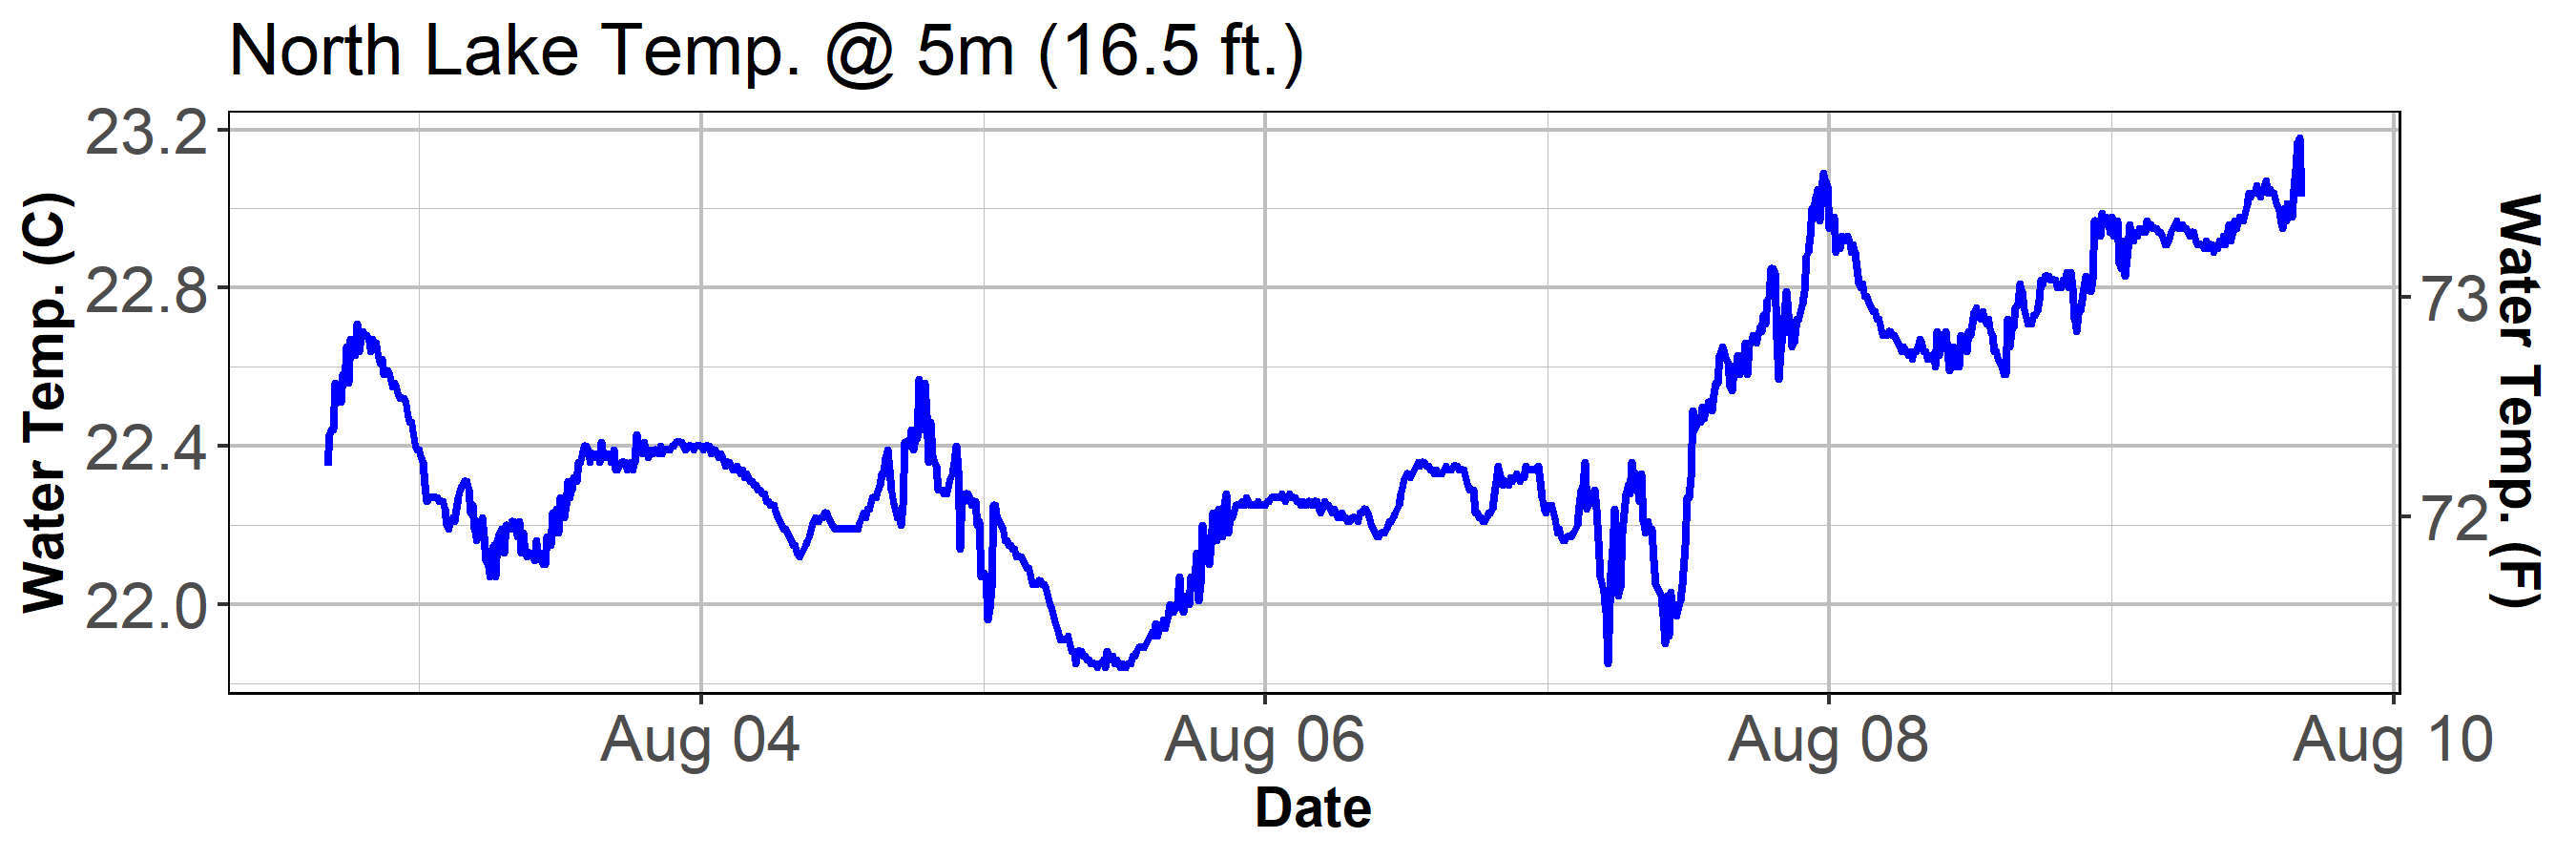 North Lake Temp. @ 5m (16.5 ft.)
Water Temp. (C)
23.2
22.8
22.4
22.0
73
72
Water Temp. (F)
Aug 04
Aug 06
Aug 08
Aug 10
Date